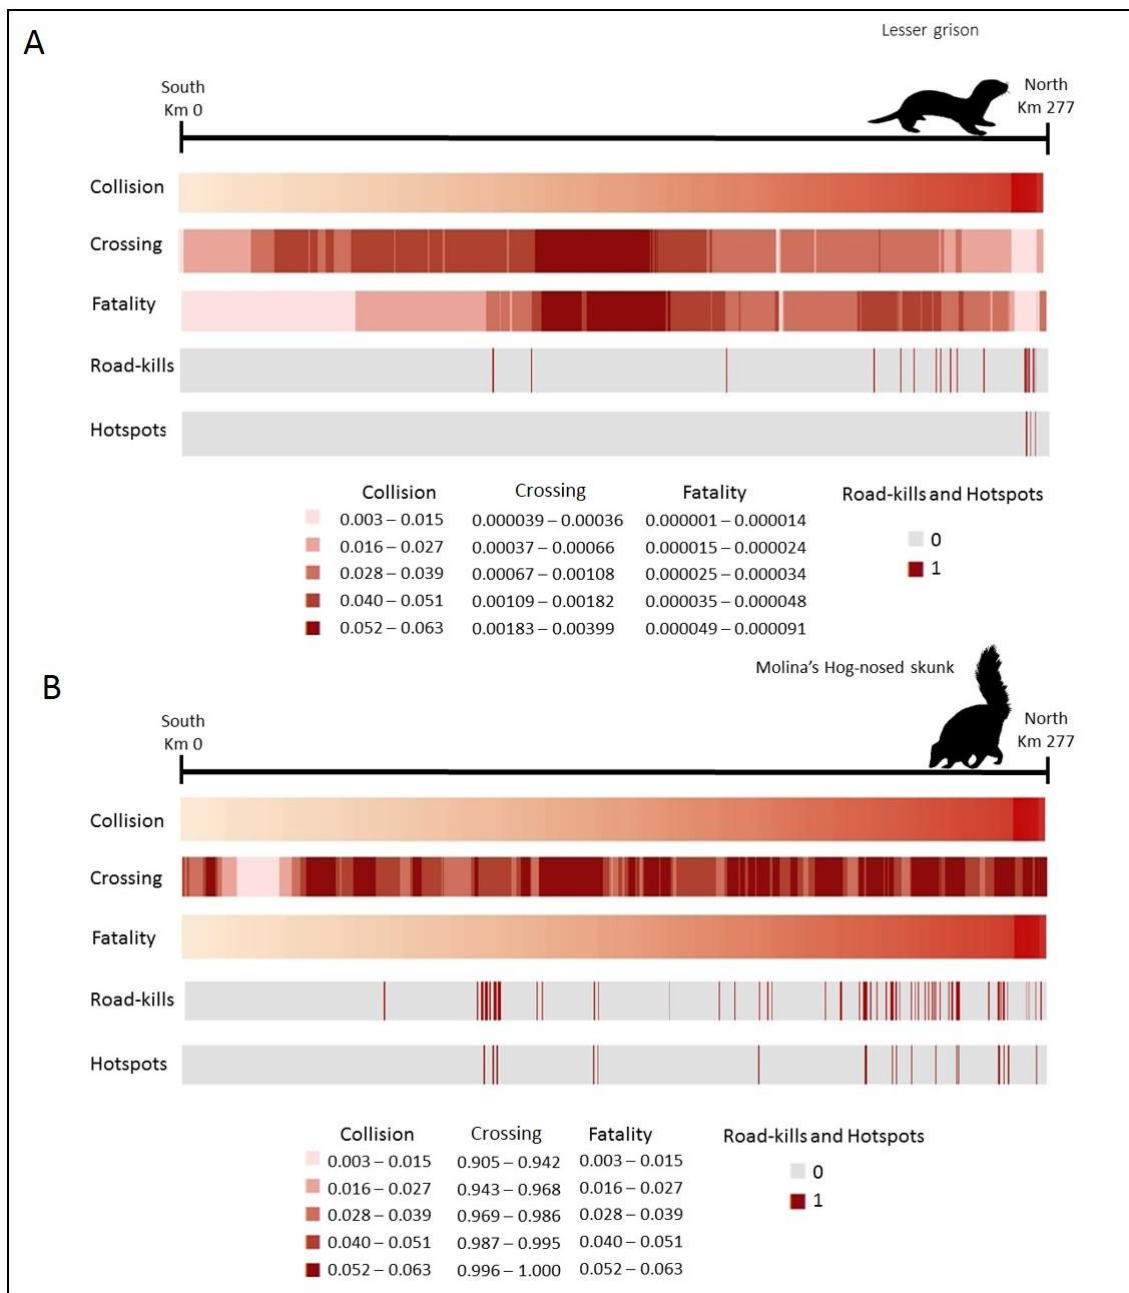 A
Lesser grison
South
Km 0
North
Km 277
Collision
Crossing
Fatality
Road-kills
Hotspots
Collision Crossing Fatality Road-kills and Hotspots
0.003 – 0.015 0.000039 – 0.00036 0.000001 – 0.000014
0.016 – 0.027 0.00037 – 0.00066 0.000015 – 0.000024
0.028 – 0.039 0.00067 – 0.00108 0.000025 – 0.000034
0.040 – 0.051 0.00109 – 0.00182 0.000035 – 0.000048
0.052 – 0.063 0.00183 – 0.00399 0.000049 – 0.000091
0
1
B
Molina's Hog-nosed skunk
South
Km 0
North
Km 277
Collision
Crossing
Fatality
Road-kills
Hotspots
Collision Crossing Fatality Road-kills and Hotspots
0.003 – 0.015 0.905 – 0.942 0.003 – 0.015
0.016 – 0.027 0.943 – 0.968 0.016 – 0.027
0.028 – 0.039 0.969 – 0.986 0.028 – 0.039
0.040 – 0.051 0.987 – 0.995 0.040 – 0.051
0.052 – 0.063 0.996 – 1.000 0.052 – 0.063
0
1